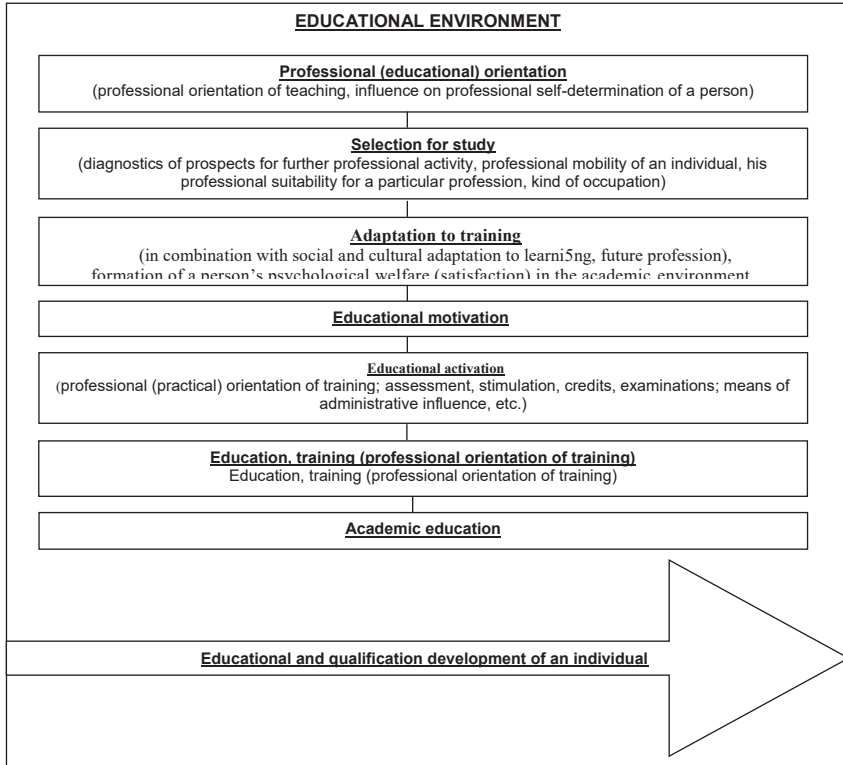 EDUCATIONAL ENVIRONMENT
Professional (educational) orientation
(professional orientation of teaching, influence on professional self-determination of a person)
Selection for study
(diagnostics of prospects for further professional activity, professional mobility of an individual, his
professional suitability for a particular profession, kind of occupation)
Adaptation to training
(in combination with social and cultural adaptation to learni5ng, future profession),
formation of a person's psychological welfare (satisfaction) in the academic environment
Educational motivation
Educational activation
(professional (practical) orientation of training; assessment, stimulation, credits, examinations; means of
administrative influence, etc.)
Education, training (professional orientation of training)
Education, training (professional orientation of training)
Academic education
Educational and qualification development of an individual